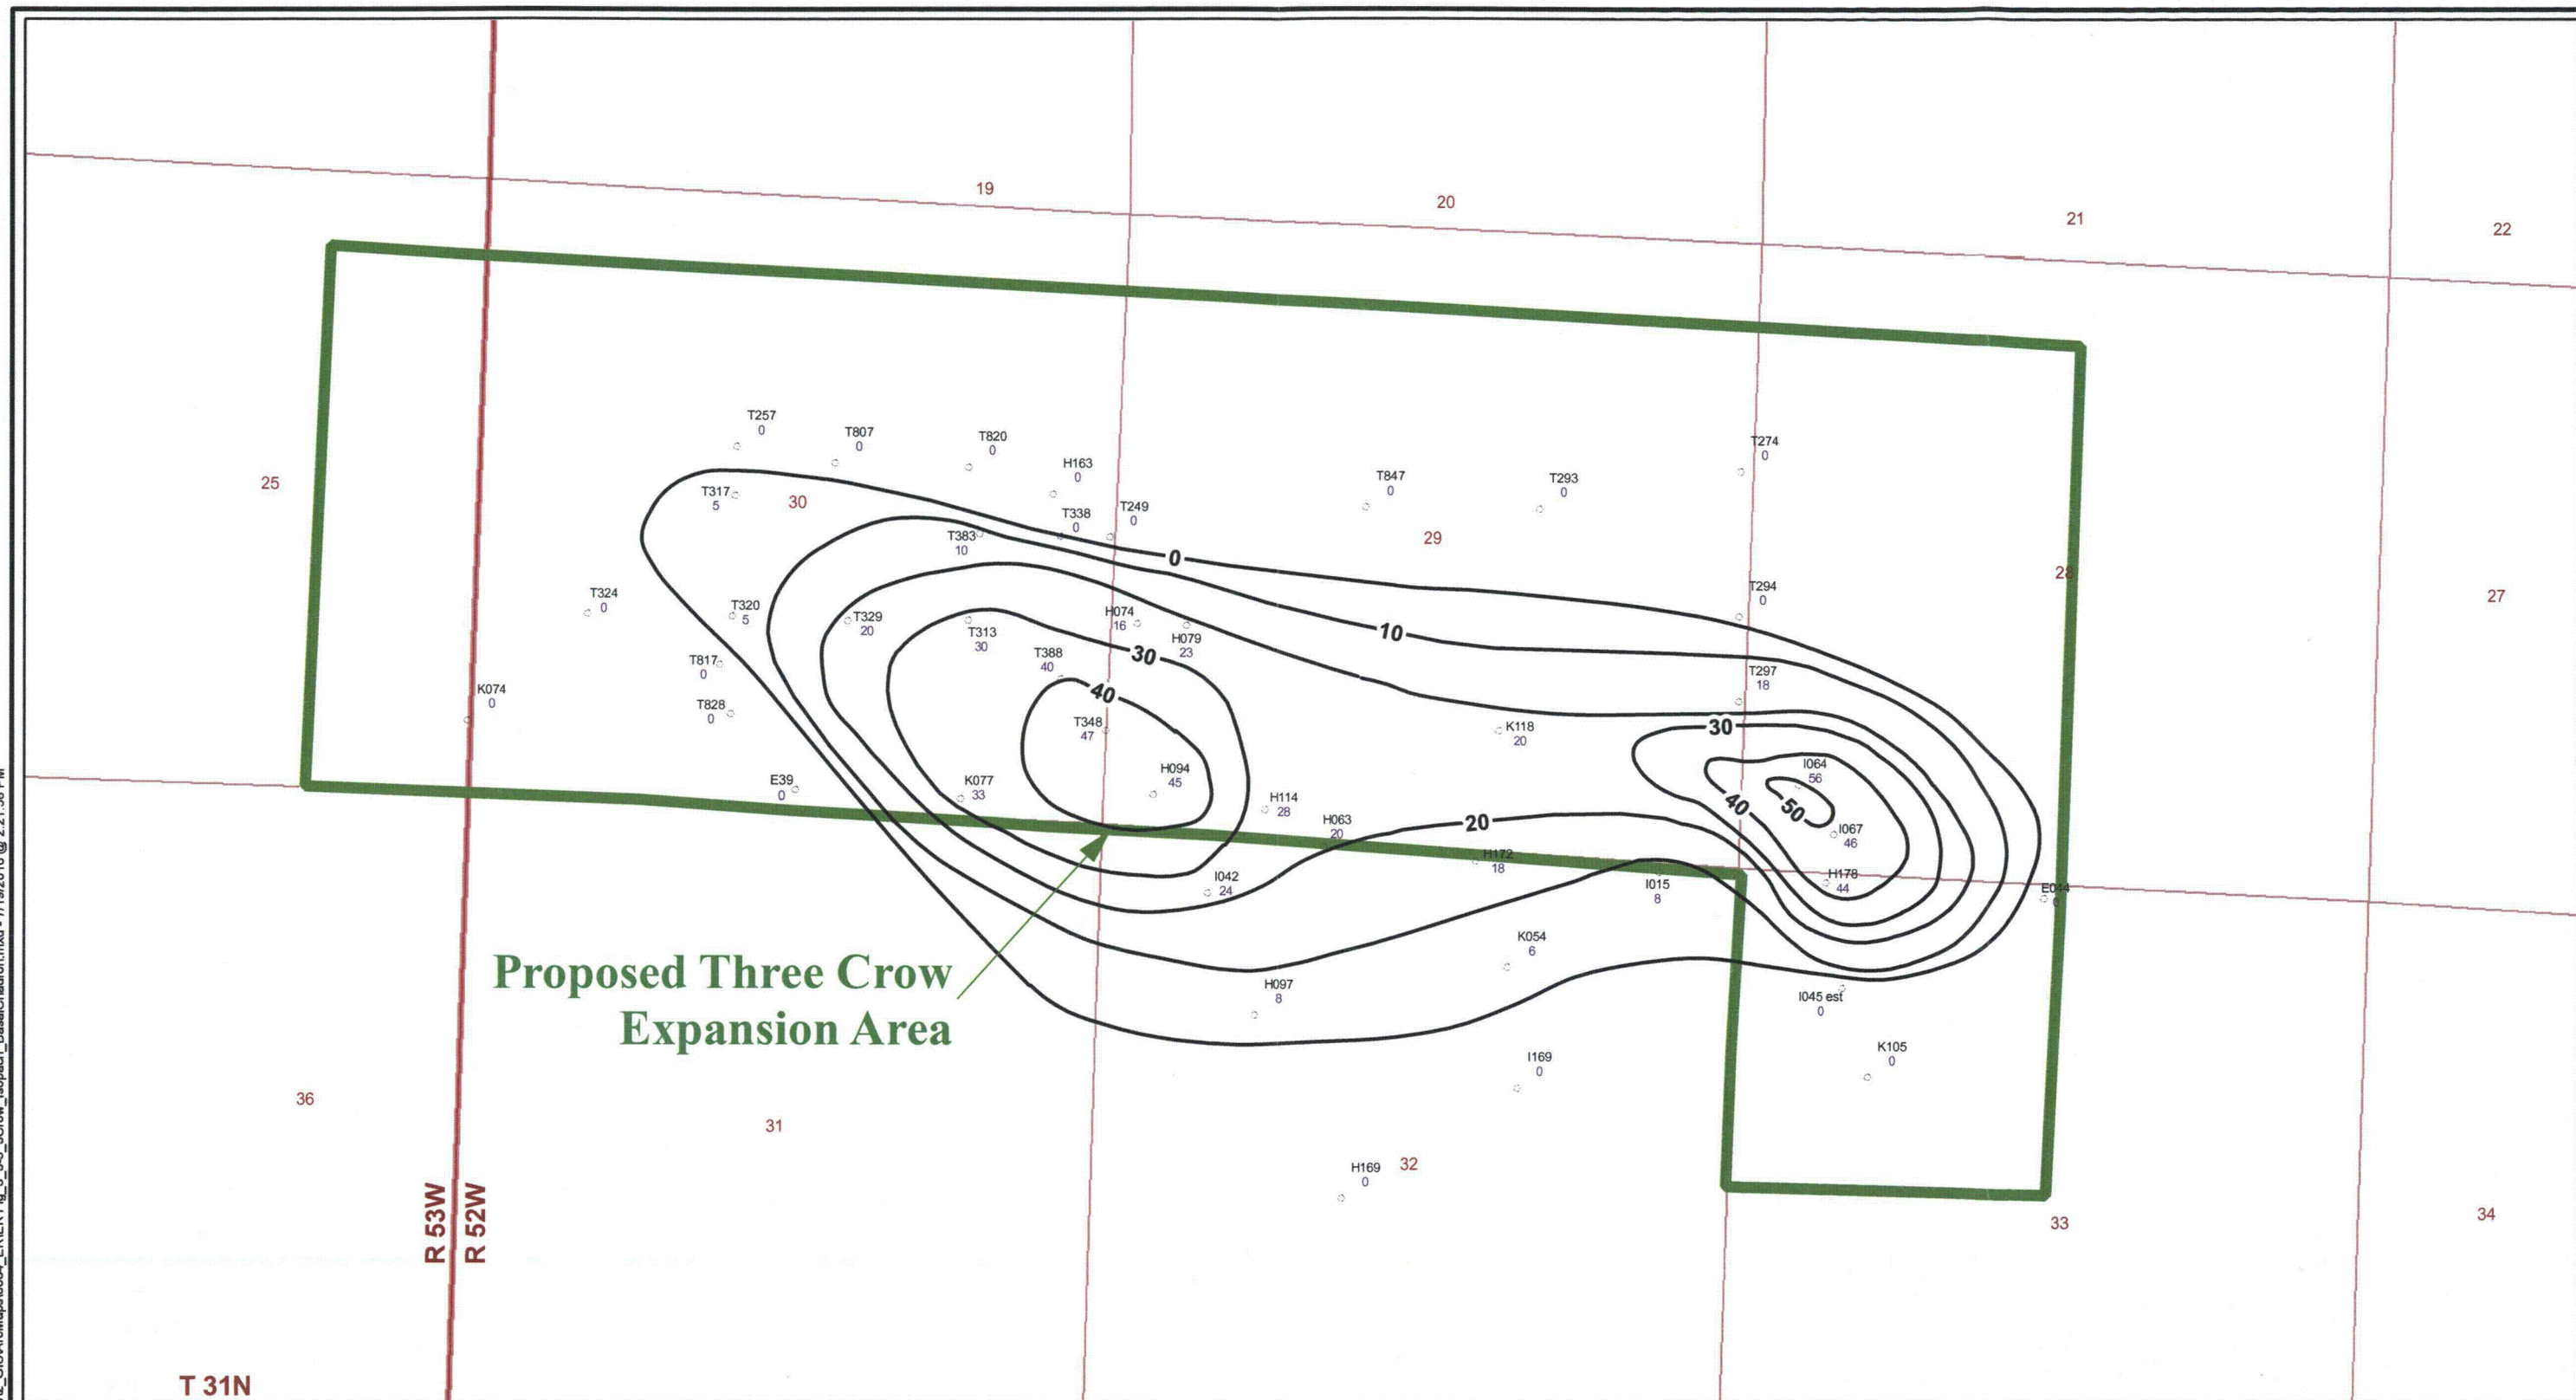 19
20
21
22
T257
0
T807
0
T820
0
H163
0
T274
0
T847
0
T293
0
25
T317
5
30
T338
0
T249
0
T383
10
29
0
28
27
T324
0
T320
5
T329
20
T313
30
H074
16
H079
23
10
T294
0
T388
40
30
T817
0
T297
18
K074
0
T828
0
40
T348
47
K118
20
30
E39
0
K077
33
H094
45
H114
28
H063
20
20
I064
56
40
50
I067
46
H172
18
I015
8
H178
44
E044
0
I042
24
K054
6
Proposed Three Crow
Expansion Area
H097
8
I045 est
0
K105
0
I169
0
36
31
H169
0
32
33
34
R 53W
R 52W
T 31N